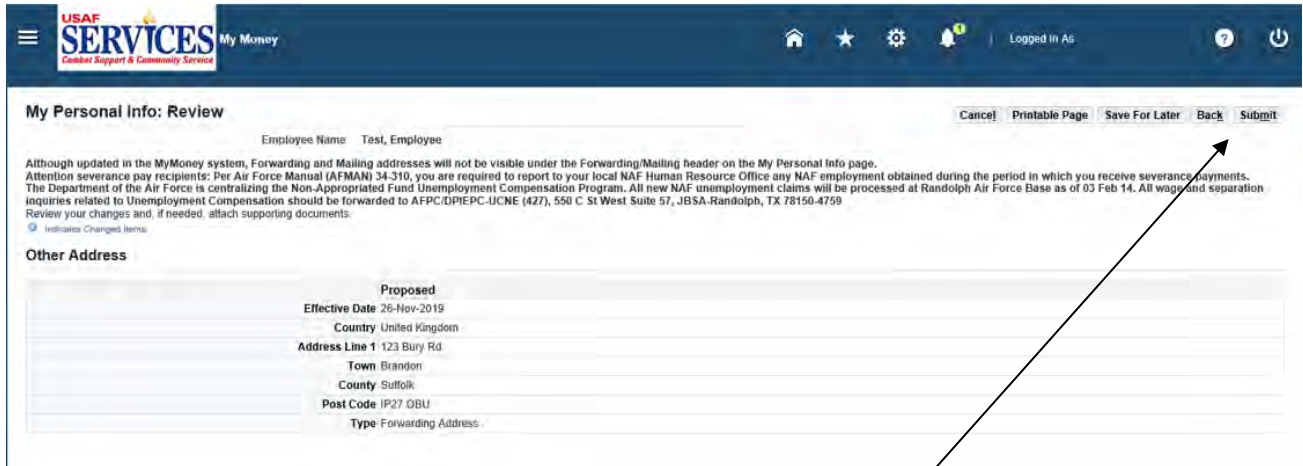 USAF
SERVICES
Combat Support & Community Service
My Money
1
Logged In As
?
My Personal Info: Review
Cancel Printable Page Save For Later Back Submit
Employee Name Test, Employee
Although updated in the MyMoney system, Forwarding and Mailing addresses will not be visible under the Forwarding/Mailing header on the My Personal Info page.
Attention severance pay recipients: Per Air Force Manual (AFMAN) 34-310, you are required to report to your local NAF Human Resource Office any NAF employment obtained during the period in which you receive severance payments.
The Department of the Air Force is centralizing the Non-Appropriated Fund Unemployment Compensation Program. All new NAF unemployment claims will be processed at Randolph Air Force Base as of 03 Feb 14. All wage and separation
inquiries related to Unemployment Compensation should be forwarded to AFPC/DPIEPC-UCNE (427), 550 C St West Suite 57, JBSA-Randolph, TX 78150-4759
Review your changes and, if needed, attach supporting documents.
Indicates Changed Items.
Other Address
Proposed
Effective Date 26-Nov-2019
Country United Kingdom
Address Line 1 123 Bury Rd
Town Brandon
County Suffolk
Post Code IP27 OBU
Type Forwarding Address